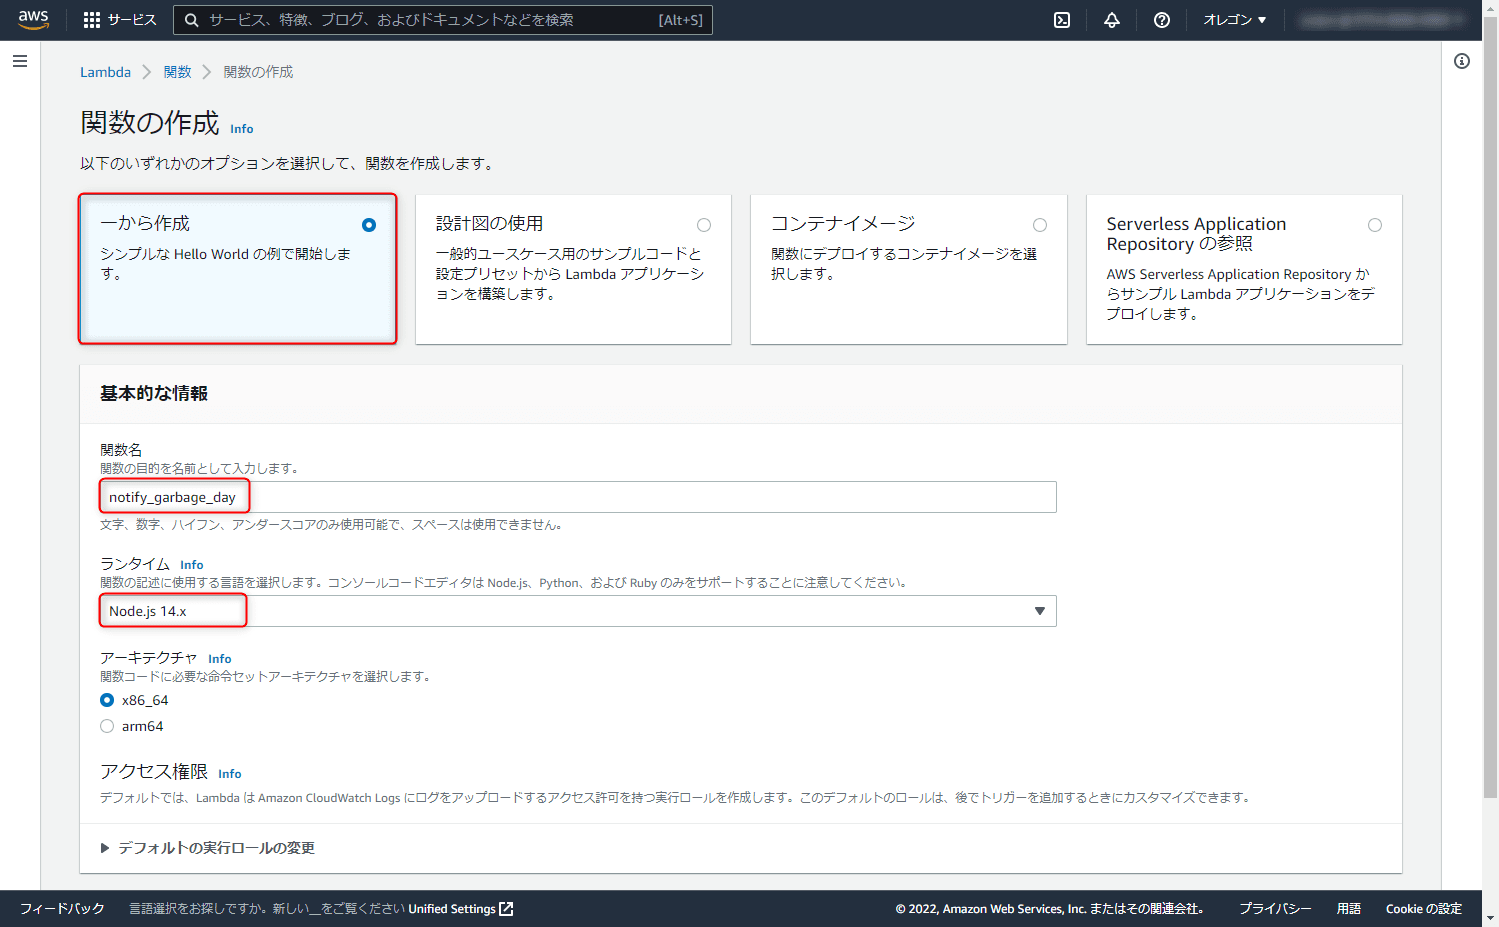 aws サービス サービス、特徴、ブログ、およびドキュメントなどを検索 [Alt+S] オレゴン
Lambda 関数 関数の作成
関数の作成 Info
以下のいずれかのオプションを選択して、関数を作成します。
一から作成
シンプルな Hello World の例で開始しま
す。
設計図の使用
一般的ユースケース用のサンプルコードと
設定プリセットから Lambda アプリケーシ
ョンを構築します。
コンテナイメージ
関数にデプロイするコンテナイメージを選
択します。
Serverless Application
Repository の参照
AWS Serverless Application Repository か
らサンプル Lambda アプリケーションをデ
プロイします。
基本的な情報
関数名
関数の目的を名前として入力します。
notify_garbage_day
文字、数字、ハイフン、アンダースコアのみ使用可能で、スペースは使用できません。
ランタイム Info
関数の記述に使用する言語を選択します。コンソールコードエディタは Node.js、Python、および Ruby のみをサポートすることに注意してください。
Node.js 14.x
アーキテクチャ Info
関数コードに必要な命令セットアーキテクチャを選択します。
x86_64
arm64
アクセス権限 Info
デフォルトでは、Lambda は Amazon CloudWatch Logs にログをアップロードするアクセス許可を持つ実行ロールを作成します。このデフォルトのロールは、後でトリガーを追加するときにカスタマイズできます。
デフォルトの実行ロールの変更
フィードバック 言語選択をお探しですか。新しい__をご覧ください Unified Settings © 2022, Amazon Web Services, Inc. またはその関連会社。 プライバシー 用語 Cookie の設定